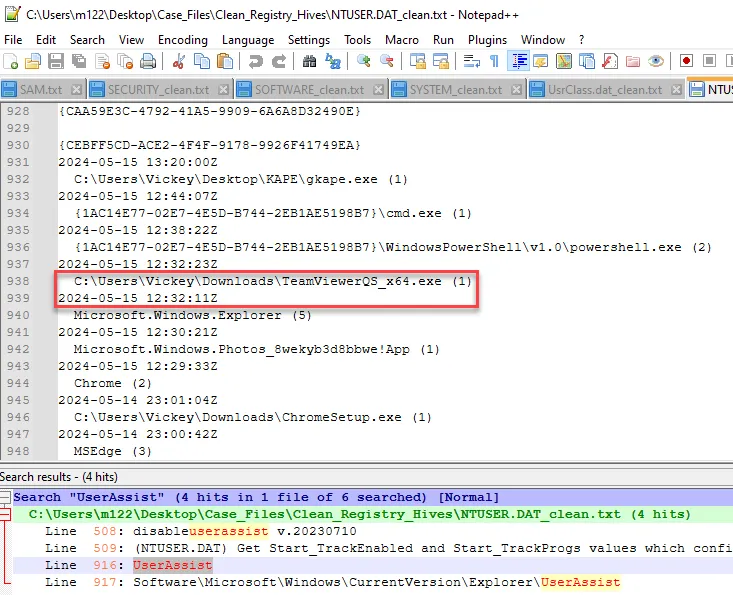 C:\Users\m122\Desktop\Case_Files\Clean_Registry_Hives\NTUSER.DAT_clean.txt - Notepad++
File Edit Search View Encoding Language Settings Tools Macro Run Plugins Window ?
SAM.txt SECURITY_clean.txt SOFTWARE_clean.txt SYSTEM_clean.txt UsrClass.dat_clean.txt NTUS
928 {CAA59E3C-4792-41A5-9909-6A6A8D32490E}
929
930 {CEBFF5CD-ACE2-4F4F-9178-9926F41749EA}
931 2024-05-15 13:20:00Z
932 C:\Users\Vickey\Desktop\KAPE\gkape.exe (1)
933 2024-05-15 12:44:07Z
934 {1AC14E77-02E7-4E5D-B744-2EB1AE5198B7}\cmd.exe (1)
935 2024-05-15 12:38:22Z
936 {1AC14E77-02E7-4E5D-B744-2EB1AE5198B7}\WindowsPowerShell\v1.0\powershell.exe (2)
937 2024-05-15 12:32:23Z
938 C:\Users\Vickey\Downloads\TeamViewerQS_x64.exe (1)
939 2024-05-15 12:32:11Z
940 Microsoft.Windows.Explorer (5)
941 2024-05-15 12:30:21Z
942 Microsoft.Windows.Photos_8wekyb3d8bbwe!App (1)
943 2024-05-15 12:29:33Z
944 Chrome (2)
945 2024-05-14 23:01:04Z
946 C:\Users\Vickey\Downloads\ChromeSetup.exe (1)
947 2024-05-14 23:00:42Z
948 MSEdge (3)
Search results - (4 hits)
Search "UserAssist" (4 hits in 1 file of 6 searched) [Normal]
C:\Users\m122\Desktop\Case_Files\Clean_Registry_Hives\NTUSER.DAT_clean.txt (4 hits)
Line 508: disableuserassist v.20230710
Line 509: (NTUSER.DAT) Get Start_TrackEnabled and Start_TrackProgs values which confi
Line 916: UserAssist
Line 917: Software\Microsoft\Windows\CurrentVersion\Explorer\UserAssist